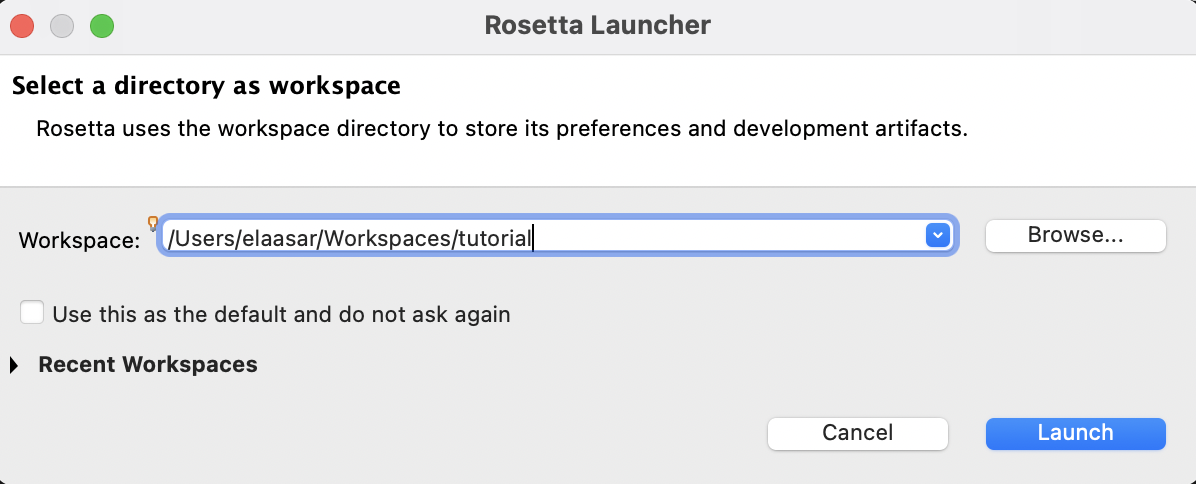 Rosetta Launcher
Select a directory as workspace
Rosetta uses the workspace directory to store its preferences and development artifacts.
Workspace: /Users/elaasar/Workspaces/tutorial Browse...
Use this as the default and do not ask again
Recent Workspaces
Cancel Launch